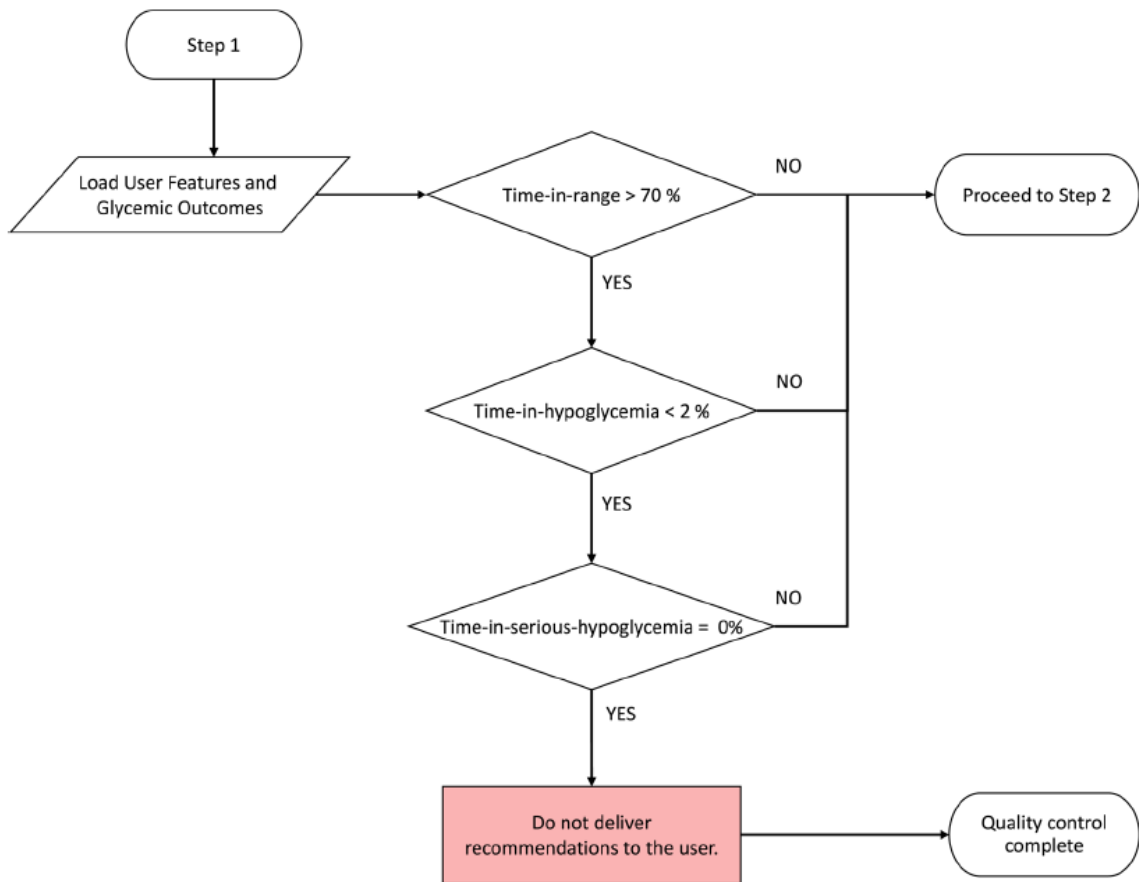 Step 1
Load User Features and
Glycemic Outcomes
Time-in-range > 70 %
NO
Proceed to Step 2
YES
Time-in-hypoglycemia < 2 %
NO
YES
Time-in-serious-hypoglycemia =  0%
NO
YES
Do not deliver
recommendations to the user.
Quality control
complete